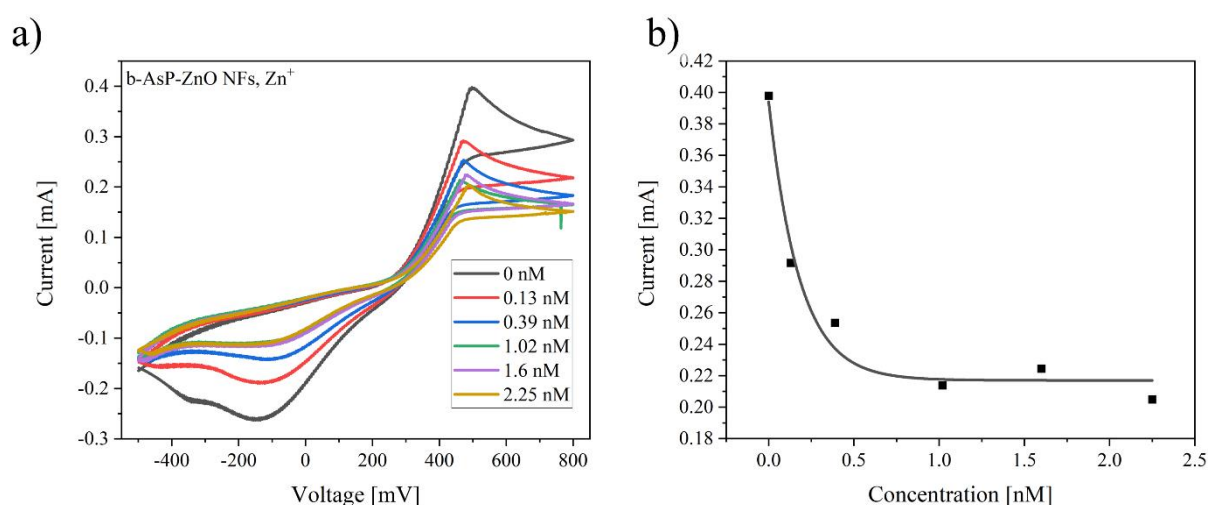 a)
b-AsP-ZnO NFs, Zn⁺
0.4
0.3
0.2
0.1
0.0
-0.1
-0.2
-0.3
Current [mA]
0 nM
0.13 nM
0.39 nM
1.02 nM
1.6 nM
2.25 nM
-400
-200
0
200
400
600
800
Voltage [mV]
b)
0.42
0.40
0.38
0.36
0.34
0.32
0.30
0.28
0.26
0.24
0.22
0.20
0.18
Current [mA]
0.0
0.5
1.0
1.5
2.0
2.5
Concentration [nM]